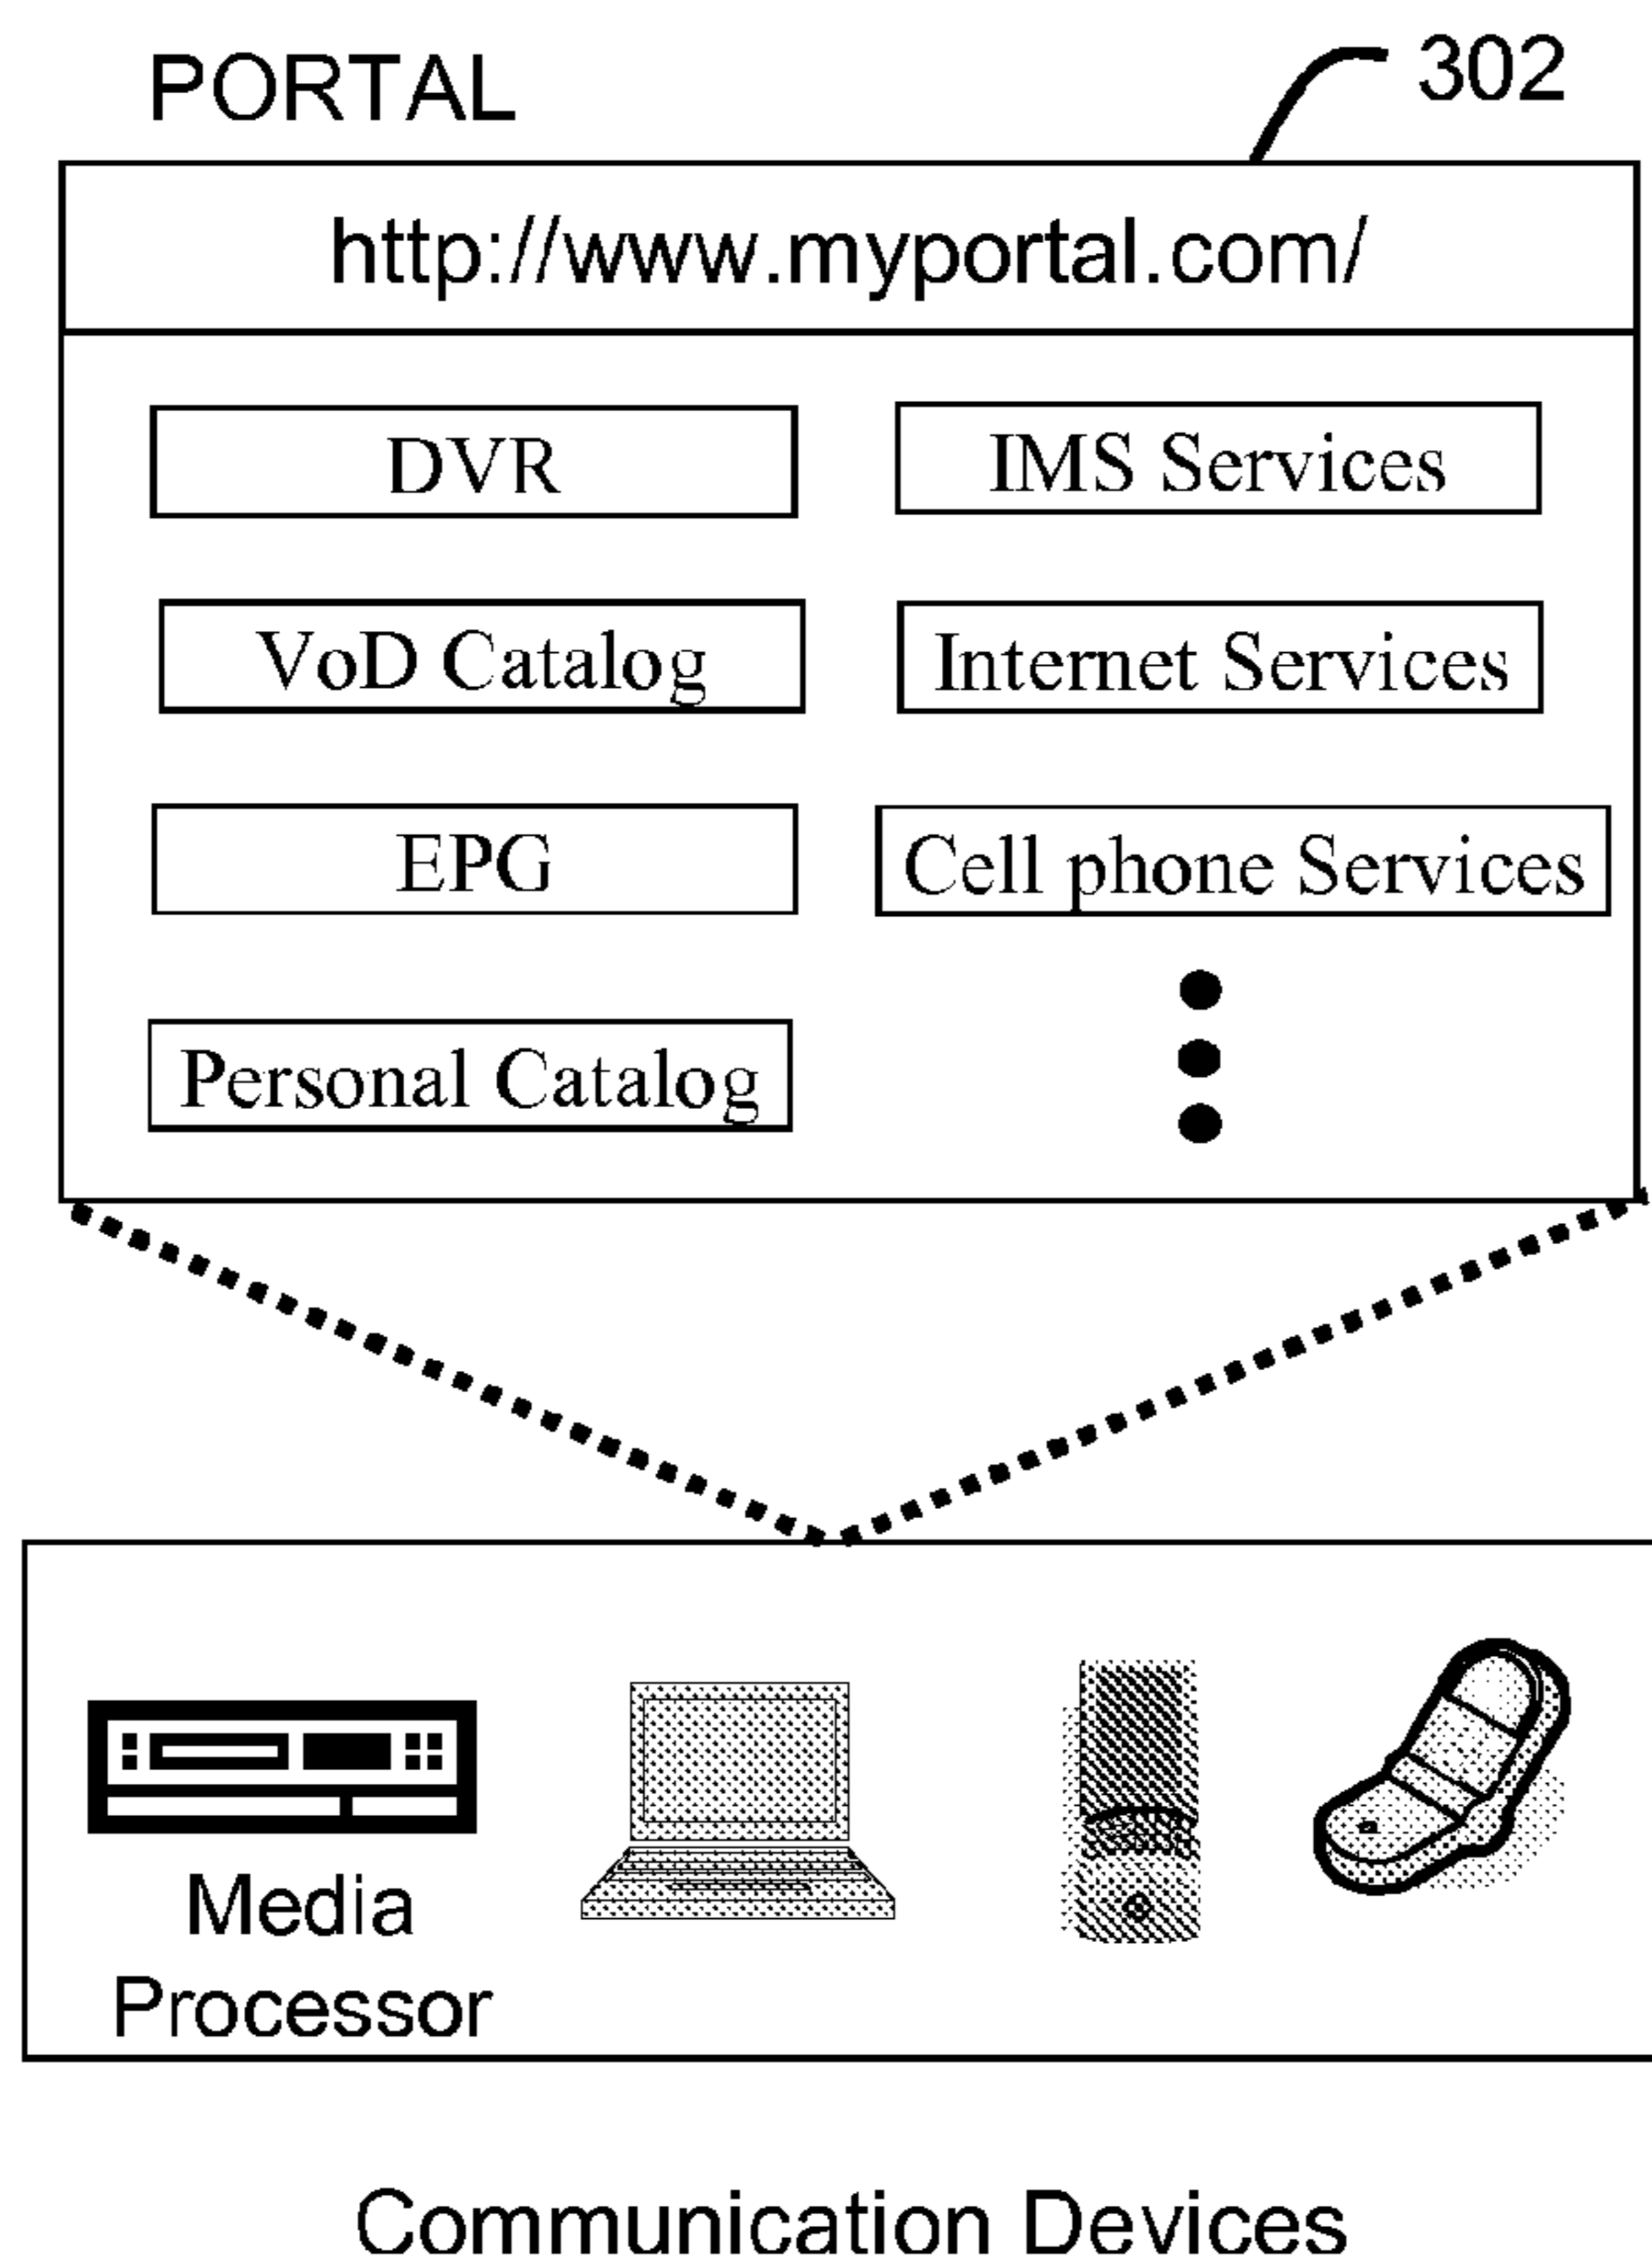 PORTAL
302
http://www.myportal.com/
DVR
IMS Services
VoD Catalog
Internet Services
EPG
Cell phone Services
Personal Catalog
Media
Processor
Communication Devices